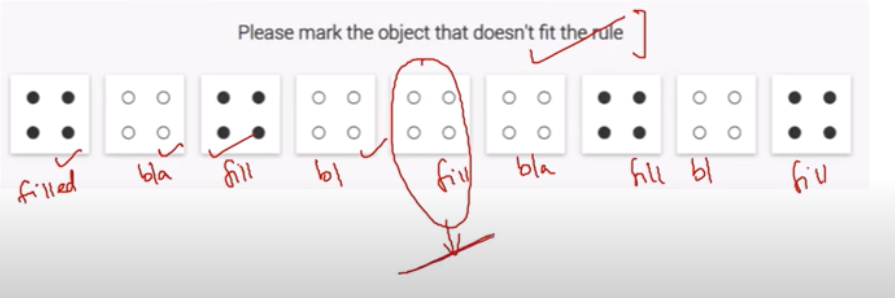 Please mark the object that doesn't fit the rule
filled bla fill bl fill bla fill bl fill